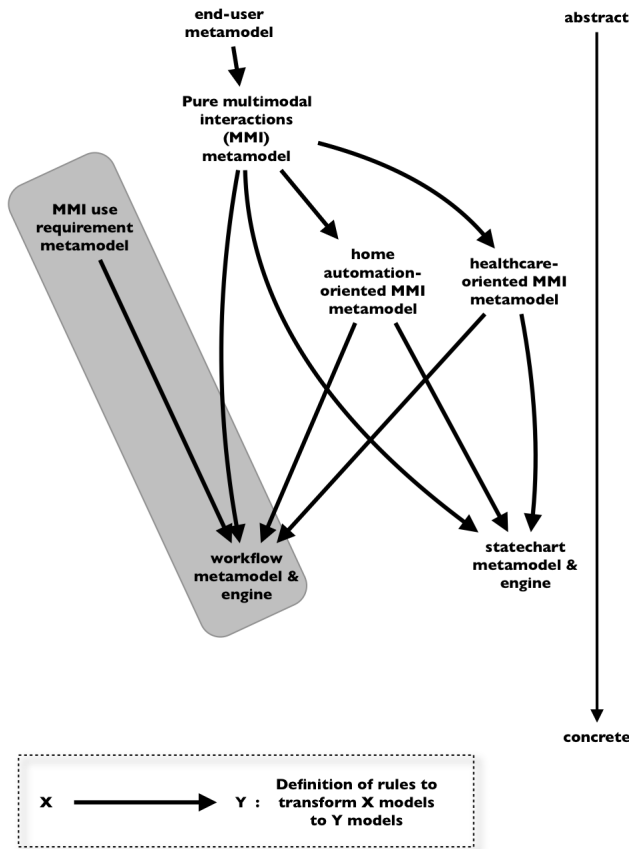 end-user
metamodel
abstract
Pure multimodal
interactions
(MMI)
metamodel
MMI use
requirement
metamodel
home
automation-
oriented MMI
metamodel
healthcare-
oriented MMI
metamodel
workflow
metamodel &
engine
statechart
metamodel &
engine
concrete
X Y : Definition of rules to
transform X models
to Y models